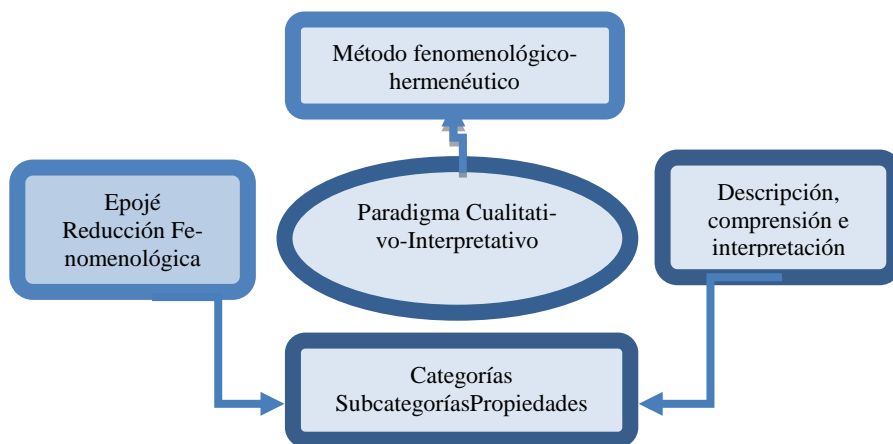 Método fenomenológico-
hermenéutico
Epojé
Reducción Fe-
nomenológica
Paradigma Cualitati-
vo-Interpretativo
Descripción,
comprensión e
interpretación
Categorías
SubcategoríasPropiedades